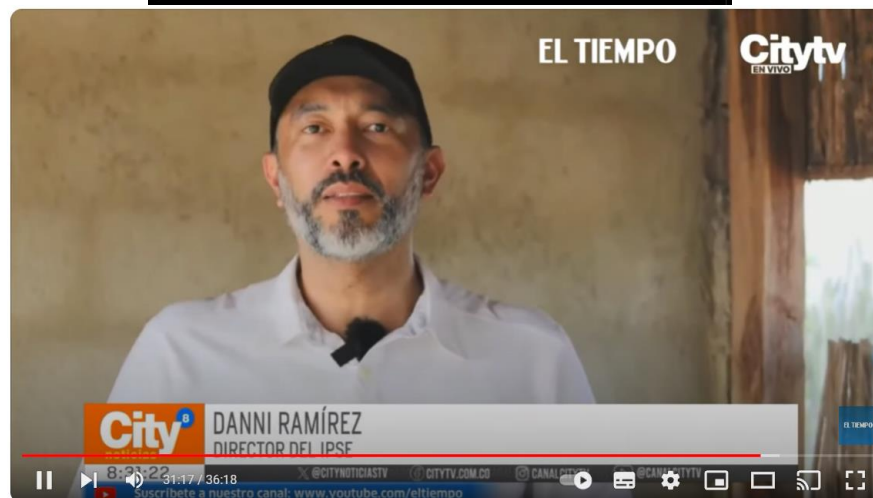 EL TIEMPO
Citytv
EN VIVO
City
noticias
8
DANNI RAMÍREZ
DIRECTOR DEL IPSE
8:31:22
@CITYNOTICIASTV
CITYTV.COM.CO
31:17 / 36:18
Suscríbete a nuestro canal: www.youtube.com/eltiempo
EL TIEMPO